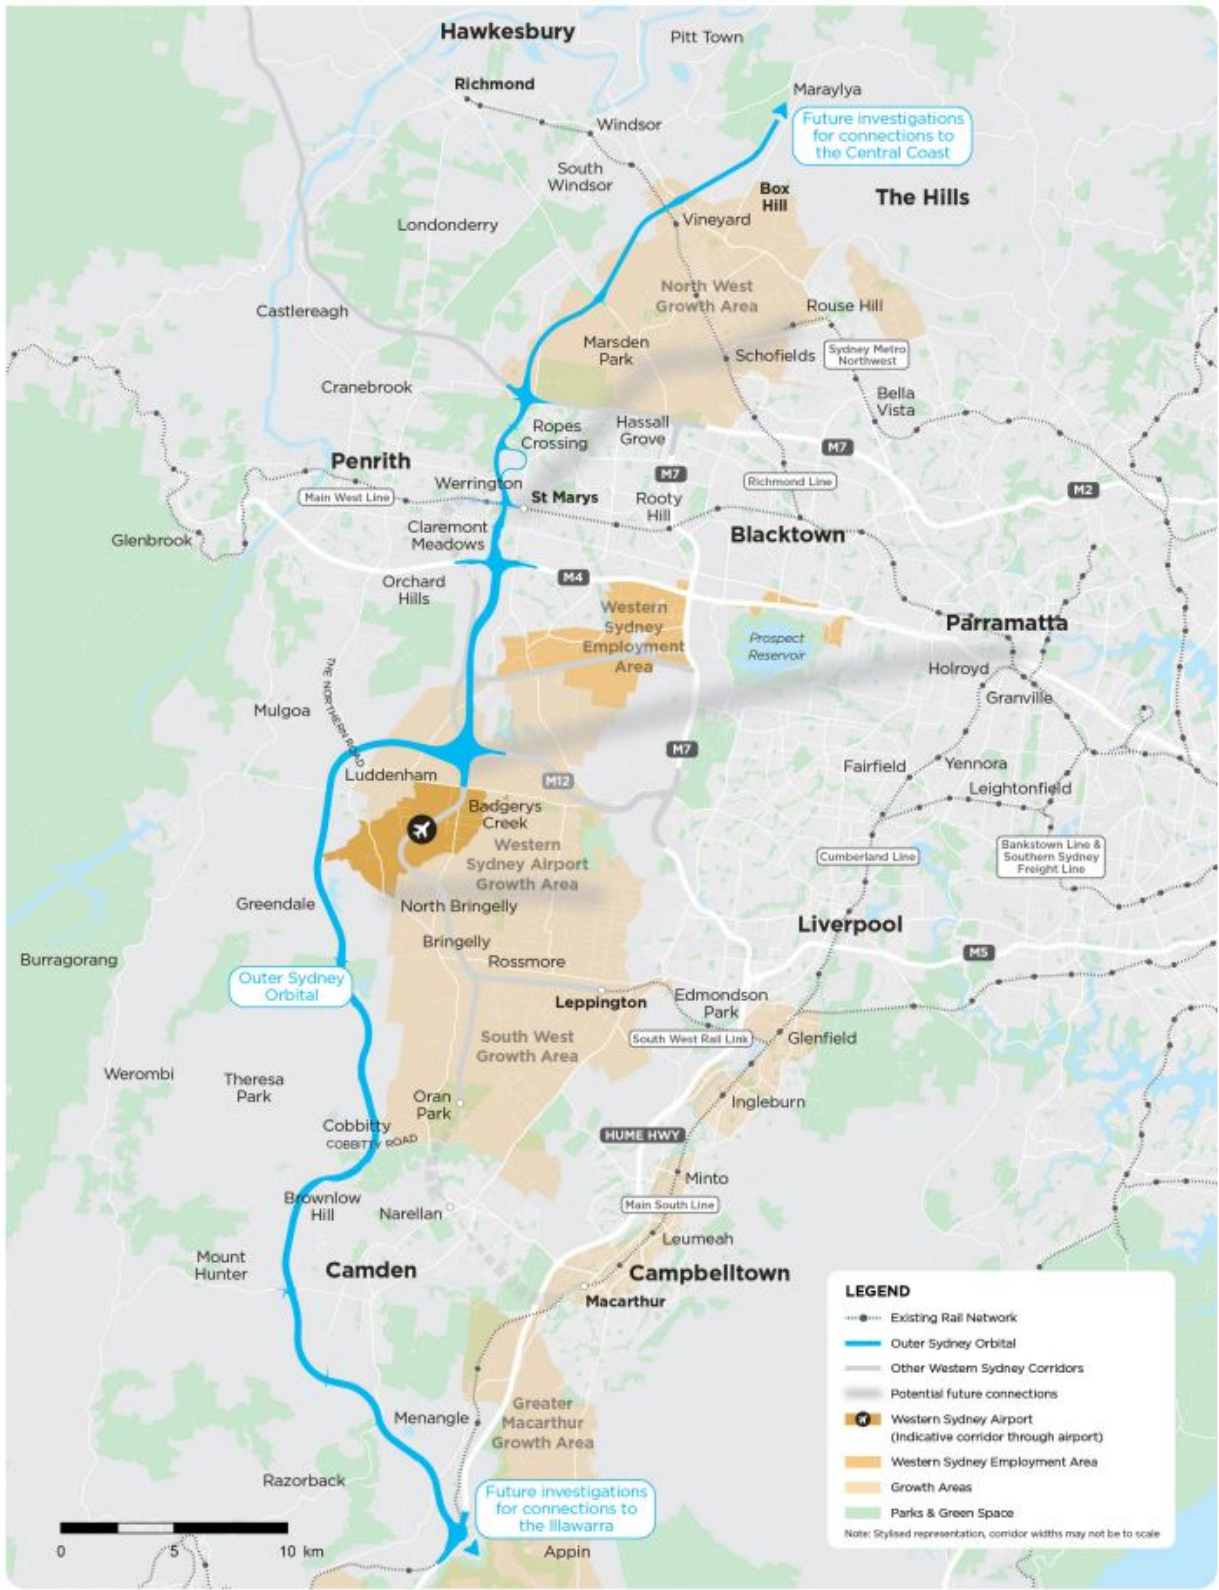 Hawkesbury
Pitt Town
Richmond
Maraylya
Future investigations
for connections to
the Central Coast
Windsor
South
Windsor
Box
Hill
The Hills
Londonderry
Vineyard
North West
Growth Area
Castlereagh
Rouse Hill
Marsden
Park
Schofields
Sydney Metro
Northwest
Cranebrook
Bella
Vista
Ropes
Crossing
Hassall
Grove
M7
Penrith
M7
Richmond Line
Werrington
Main West Line
St Marys
Rooty
Hill
M2
Claremont
Meadows
Blacktown
Glenbrook
M4
Orchard
Hills
Western
Sydney
Employment
Area
Parramatta
Prospect
Reservoir
Holroyd
THE NORTHERN ROAD
Granville
Mulgoa
M7
Luddenham
Fairfield
Yennora
M12
Leightonfield
Badgerys
Creek
Western
Sydney Airport
Growth Area
Cumberland Line
Bankstown Line &
Southern Sydney
Freight Line
Greendale
North Bringelly
Liverpool
Bringelly
M5
Burragorang
Rossmore
Outer Sydney
Orbital
Leppington
Edmondson
Park
South West
Growth Area
South West Rail Link
Glenfield
Werombi
Theresa
Park
Oran
Park
Ingleburn
Cobbitty
COBBITTY ROAD
HUME HWY
Minto
Brownlow
Hill
Narellan
Main South Line
Leumeah
Mount
Hunter
Camden
Campbelltown
Macarthur
Greater
Macarthur
Growth Area
Menangle
Razorback
Future investigations
for connections to
the Illawarra
Appin
0 5 10 km
LEGEND
Existing Rail Network
Outer Sydney Orbital
Other Western Sydney Corridors
Potential future connections
Western Sydney Airport
(Indicative corridor through airport)
Western Sydney Employment Area
Growth Areas
Parks & Green Space
Note: Stylised representation, corridor widths may not be to scale